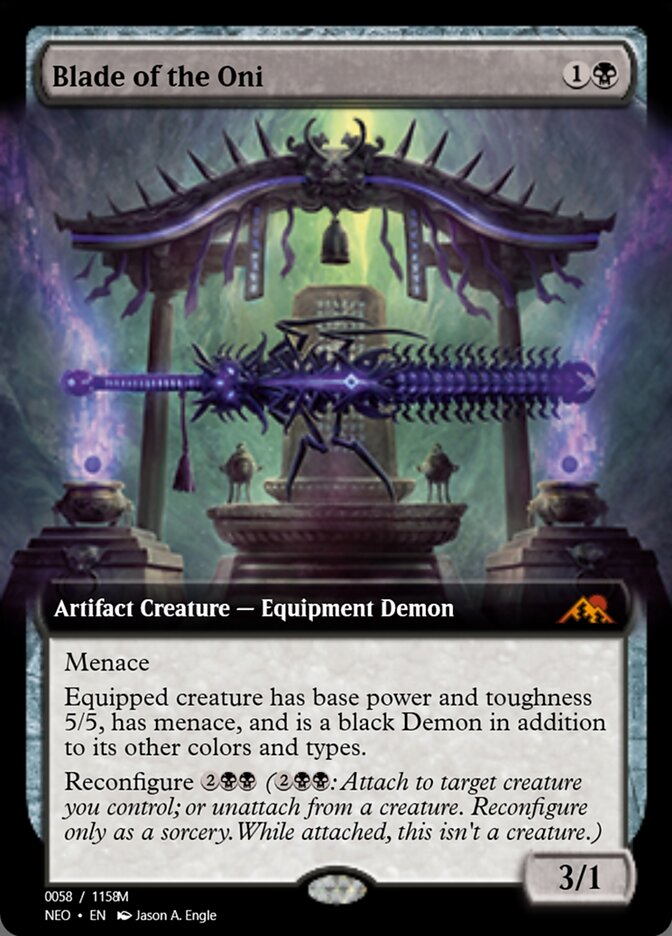 Blade of the Oni 1
Artifact Creature — Equipment Demon
Menace
Equipped creature has base power and toughness
5/5, has menace, and is a black Demon in addition
to its other colors and types.
Reconfigure 2 (2: Attach to target creature
you control; or unattach from a creature. Reconfigure
only as a sorcery. While attached, this isn't a creature.)
3/1
0058 / 1158M
NEO • EN Jason A. Engle